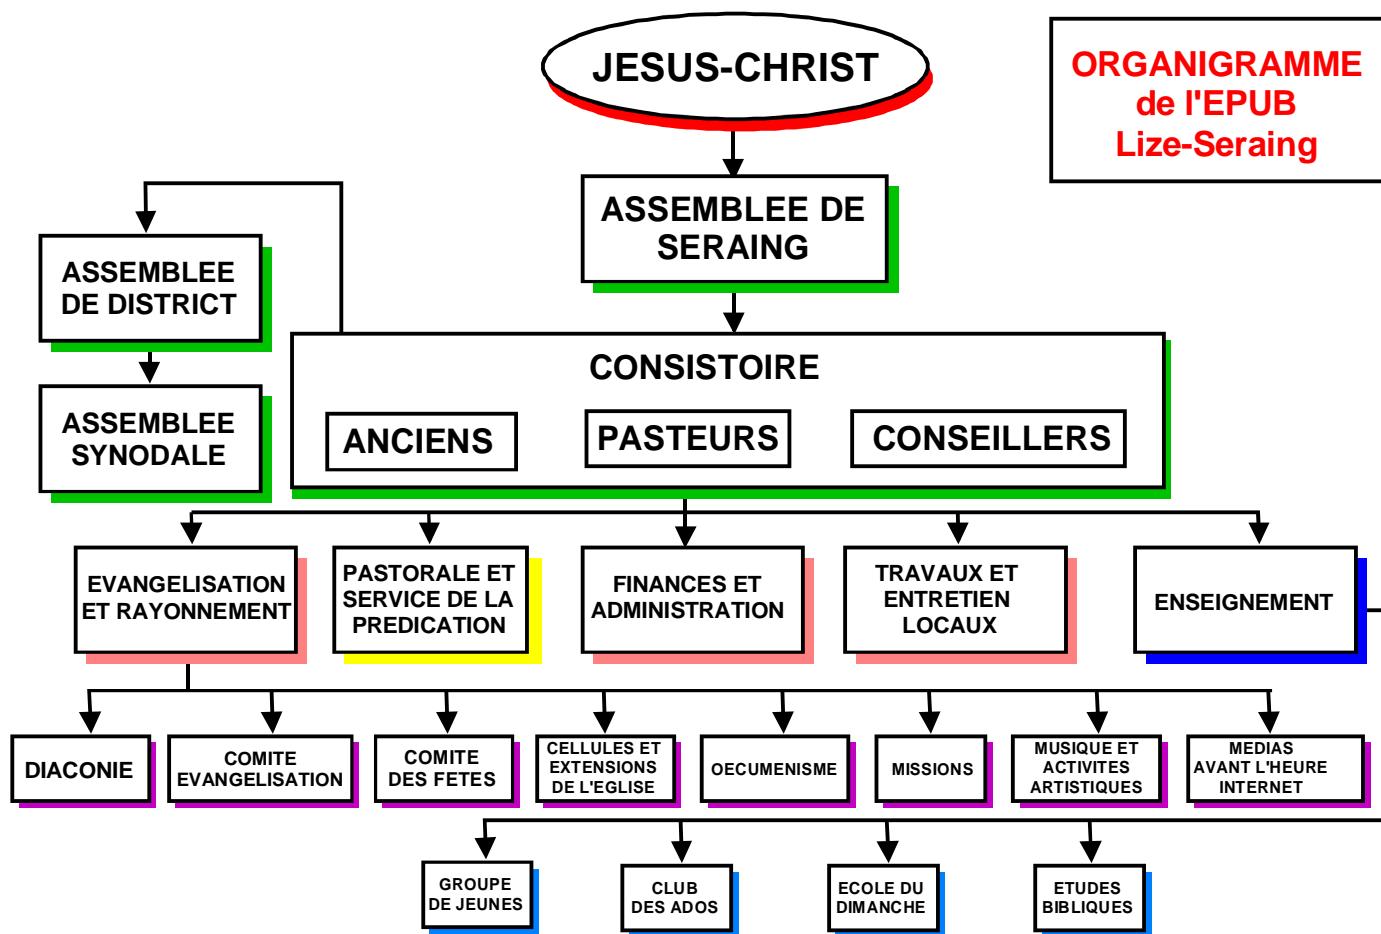 JESUS-CHRIST
ORGANIGRAMME
de l'EPUB
Lize-Seraing
ASSEMBLEE DE
SERAING
ASSEMBLEE
DE DISTRICT
ASSEMBLEE
SYNODALE
CONSISTOIRE
ANCIENS
PASTEURS
CONSEILLERS
EVANGELISATION
ET RAYONNEMENT
PASTORALE ET
SERVICE DE LA
PREDICATION
FINANCES ET
ADMINISTRATION
TRAVAUX ET
ENTRETIEN
LOCAUX
ENSEIGNEMENT
DIACONIE
COMITE
EVANGELISATION
COMITE
DES FETES
CELLULES ET
EXTENSIONS
DE L'EGLISE
OECUMENISME
MISSIONS
MUSIQUE ET
ACTIVITES
ARTISTIQUES
MEDIAS
AVANT L'HEURE
INTERNET
GROUPE
DE JEUNES
CLUB
DES ADOS
ECOLE DU
DIMANCHE
ETUDES
BIBLIQUES